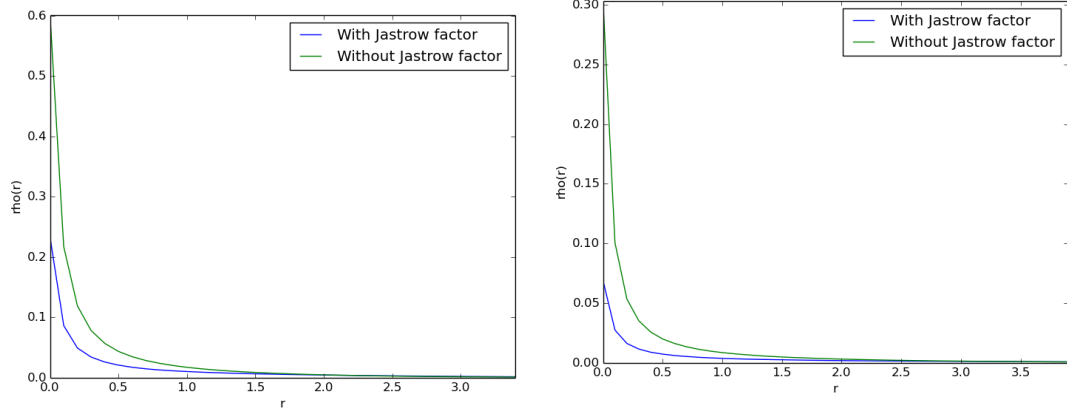 0.6
0.5
0.4
0.3
0.2
0.1
0.0
rho(r)
With Jastrow factor
Without Jastrow factor
0.0 0.5 1.0 1.5 2.0 2.5 3.0
r
0.30
0.25
0.20
0.15
0.10
0.05
0.00
rho(r)
With Jastrow factor
Without Jastrow factor
0.0 0.5 1.0 1.5 2.0 2.5 3.0 3.5
r